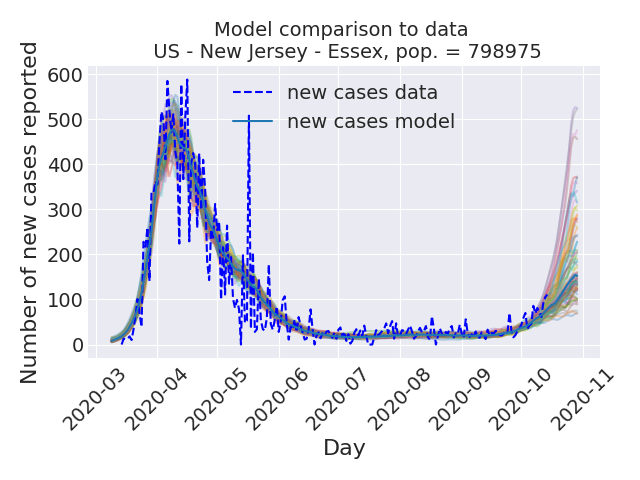 Model comparison to data
US - New Jersey - Essex, pop. = 798975
Number of new cases reported
600
500
400
300
200
100
0
new cases data
new cases model
2020-03
2020-04
2020-05
2020-06
2020-07
2020-08
2020-09
2020-10
2020-11
Day